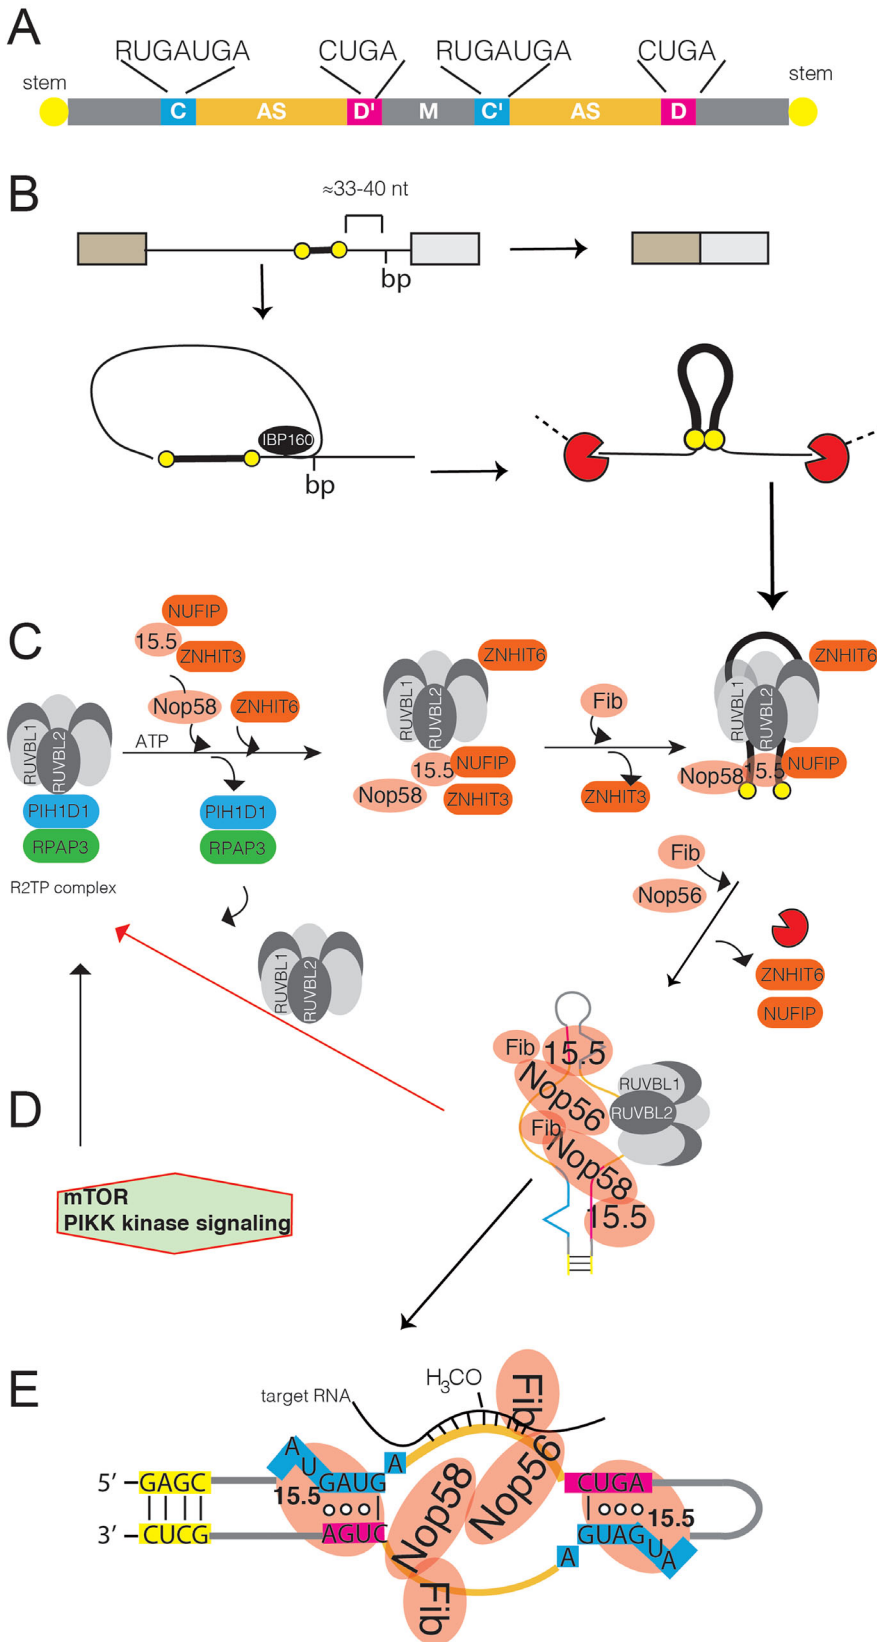 A
RUGAUGA CUGA RUGAUGA CUGA
stem stem
C AS D' M C' AS D
B
≈33-40 nt
bp
IBP160
bp
C
NUFIP
15.5
ZNHIT3
Nop58
ZNHIT6
ATP
RUVBL1
RUVBL2
PIH1D1
RPAP3
R2TP complex
PIH1D1
RPAP3
RUVBL1
RUVBL2
ZNHIT6
RUVBL1
RUVBL2
15.5
NUFIP
Nop58
ZNHIT3
Fib
ZNHIT3
ZNHIT6
RUVBL1
RUVBL2
Nop58
15.5
NUFIP
Fib
Nop56
ZNHIT6
NUFIP
D
mTOR
PIKK kinase signaling
Fib
15.5
Nop56
Fib
Nop58
15.5
RUVBL1
RUVBL2
E
target RNA
H3CO
Fib
5′ GAGC
A
U
GAUG
A
CUGA
15.5
Nop58
Nop56
15.5
3′ CUCG
AGUC
A
GUAG
U
A
Fib